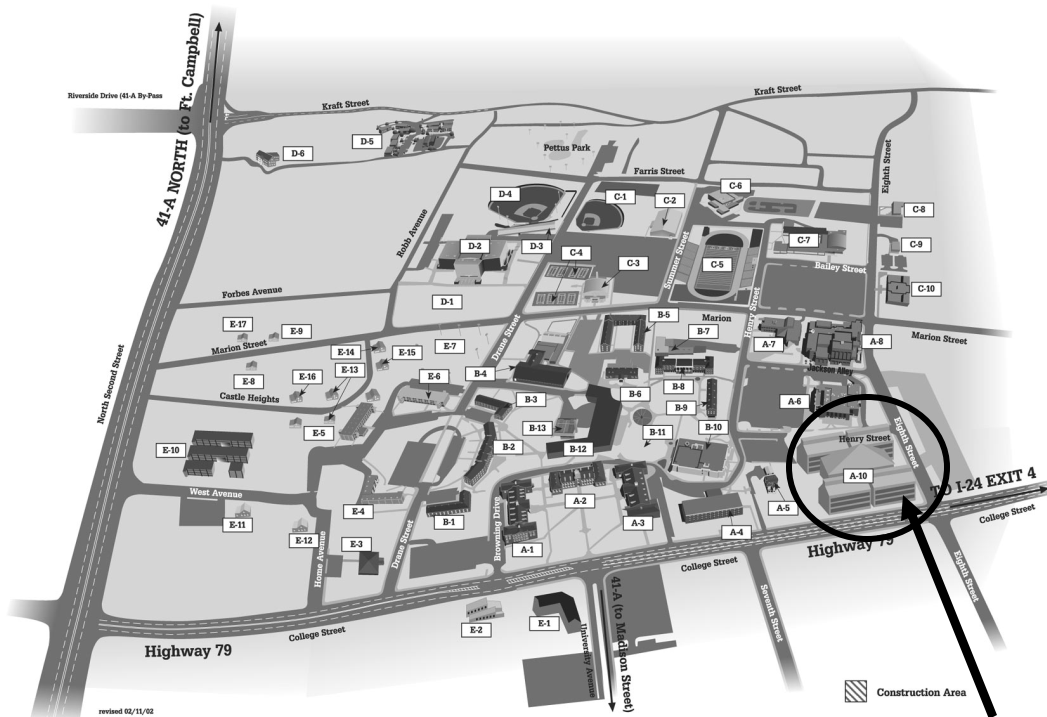 41-A NORTH (to Ft. Campbell)
Riverside Drive (41-A By-Pass
Kraft Street
Kraft Street
D-5
D-6
Pettus Park
Farris Street
Eighth Street
D-4
C-1
C-2
C-6
C-8
Robb Avenue
D-2
D-3
C-4
C-3
Summer Street
C-5
C-7
C-9
Bailey Street
C-10
Forbes Avenue
D-1
E-17
E-9
Marion Street
E-7
Drane Street
B-5
Marion
B-7
Henry Street
A-7
A-8
Marion Street
E-14
E-15
E-8
E-16
E-13
Castle Heights
E-6
B-4
B-6
B-8
Jackson Alley
A-6
B-3
B-9
E-5
B-13
B-10
B-11
B-2
B-12
Henry Street
Eighth Street
A-10
North Second Street
E-10
West Avenue
E-4
B-1
A-2
A-3
A-5
TO I-24 EXIT 4
College Street
E-11
E-12
Home Avenue
E-3
Drane Street
Browning Drive
A-1
A-4
Highway 79
College Street
Seventh Street
Eighth Street
E-2
E-1
41-A (to Madison Street)
University Avenue
College Street
Highway 79
Construction Area
revised 02/11/02